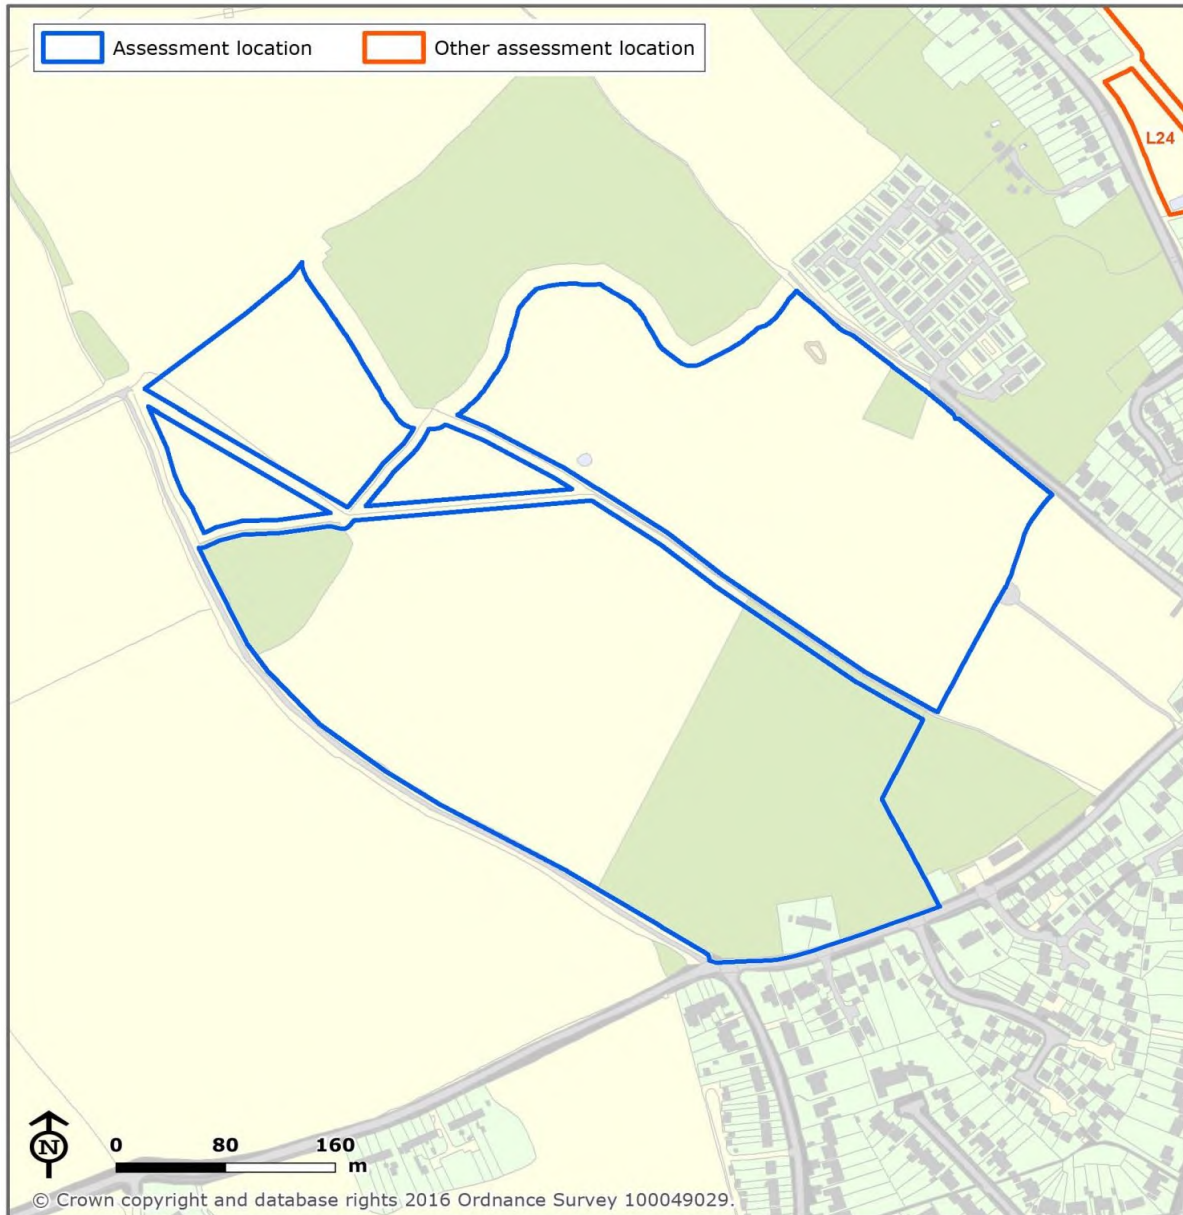 Assessment location Other assessment location
L24
N
0 80 160
m
© Crown copyright and database rights 2016 Ordnance Survey 100049029.